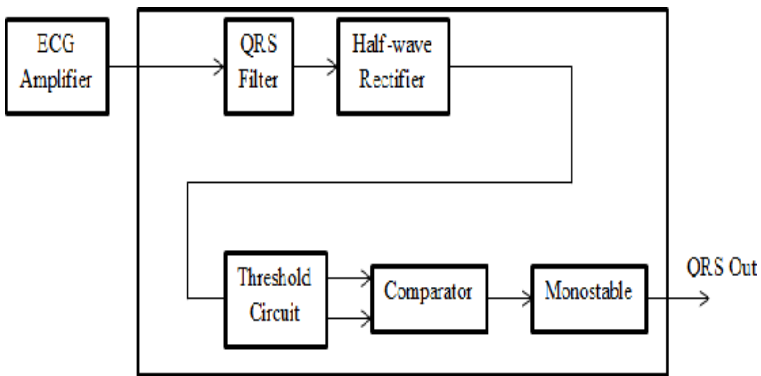 ECG
Amplifier
QRS
Filter
Half-wave
Rectifier
Threshold
Circuit
Comparator
Monostable
QRS Out